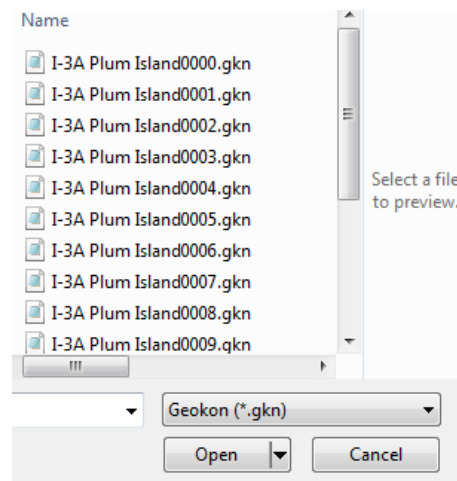 Name
I-3A Plum Island0000.gkn
I-3A Plum Island0001.gkn
I-3A Plum Island0002.gkn
I-3A Plum Island0003.gkn
I-3A Plum Island0004.gkn
I-3A Plum Island0005.gkn
I-3A Plum Island0006.gkn
I-3A Plum Island0007.gkn
I-3A Plum Island0008.gkn
I-3A Plum Island0009.gkn
Select a file
to preview.
Geokon (*.gkn)
Open
Cancel